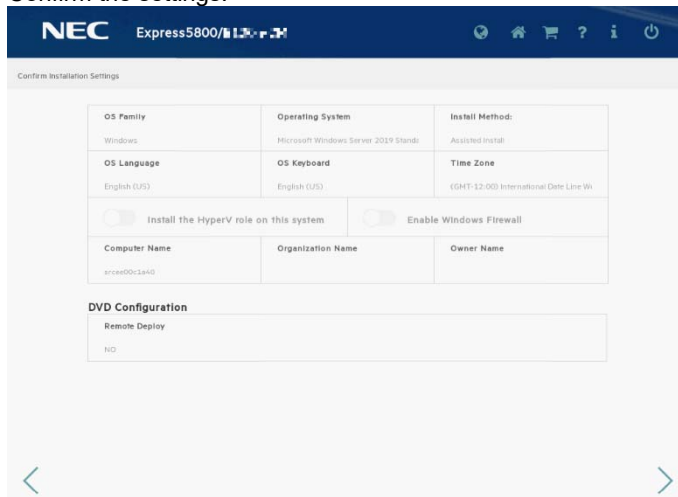 Confirm the settings.
NEC Express5800/ ?
Confirm Installation Settings
OS Family Operating System Install Method:
Windows Microsoft Windows Server 2019 Standa Assisted Install
OS Language OS Keyboard Time Zone
English (US) English (US) (GMT-12:00) International Date Line We
Install the HyperV role on this system Enable Windows Firewall
Computer Name Organization Name Owner Name
srcee00c1a40
DVD Configuration
Remote Deploy
NO